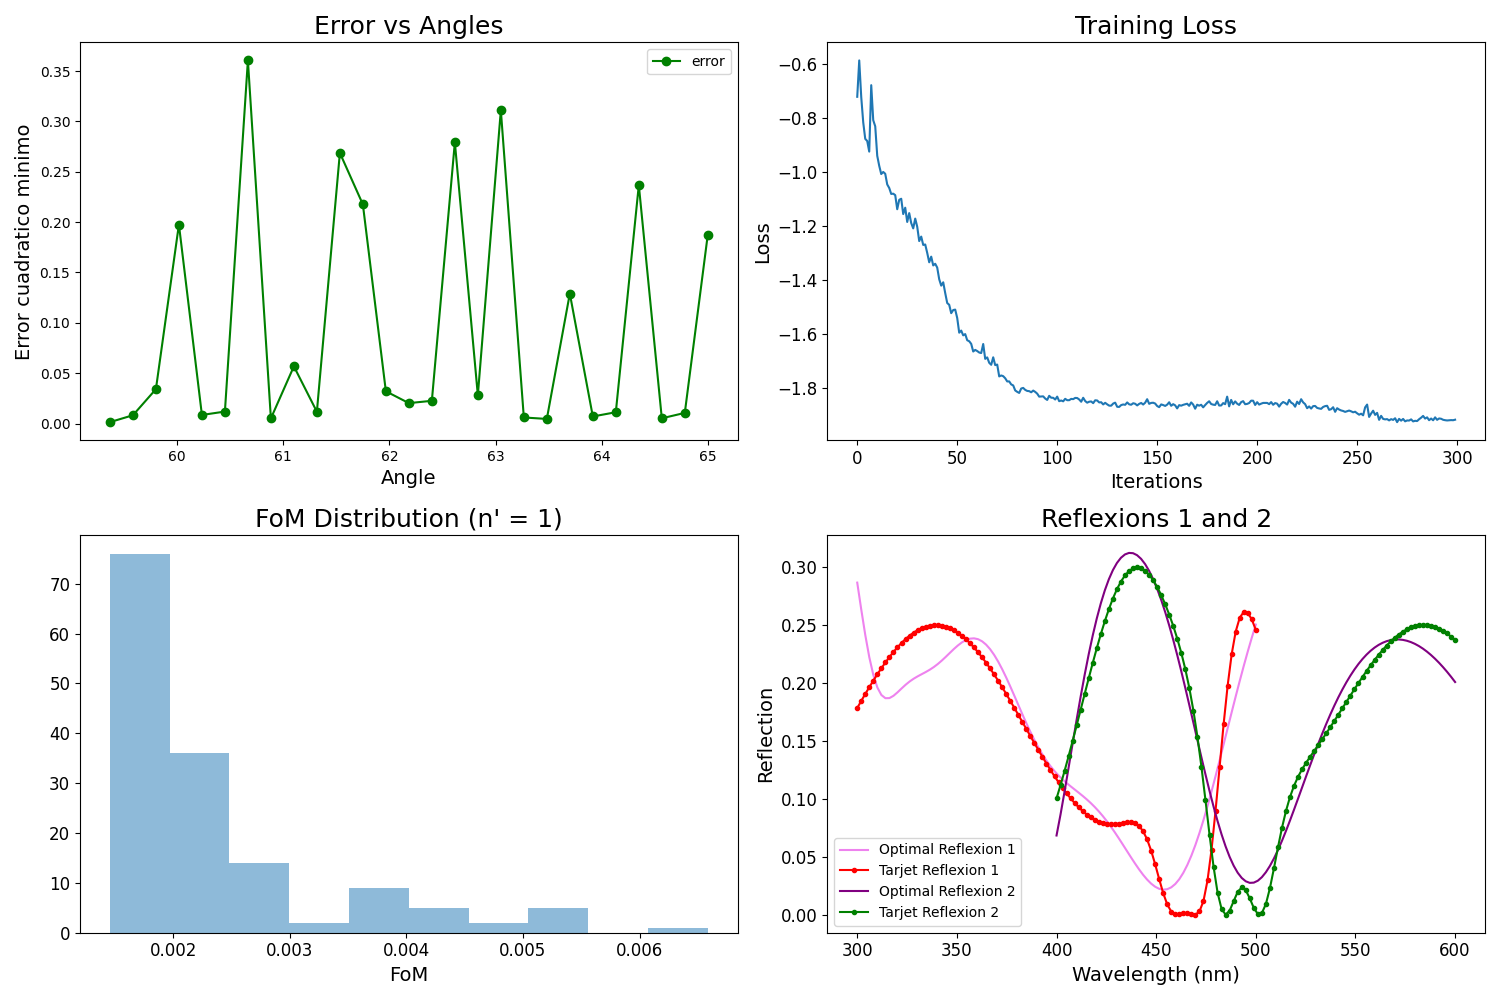 Error vs Angles
error
Error cuadratico minimo
0.35
0.30
0.25
0.20
0.15
0.10
0.05
0.00
60 61 62 63 64 65
Angle
Training Loss
Loss
−0.6
−0.8
−1.0
−1.2
−1.4
−1.6
−1.8
0 50 100 150 200 250 300
Iterations
FoM Distribution (n' = 1)
70
60
50
40
30
20
10
0
0.002 0.003 0.004 0.005 0.006
FoM
Reflexions 1 and 2
Reflection
0.30
0.25
0.20
0.15
0.10
0.05
0.00
Optimal Reflexion 1
Tarjet Reflexion 1
Optimal Reflexion 2
Tarjet Reflexion 2
300 350 400 450 500 550 600
Wavelength (nm)